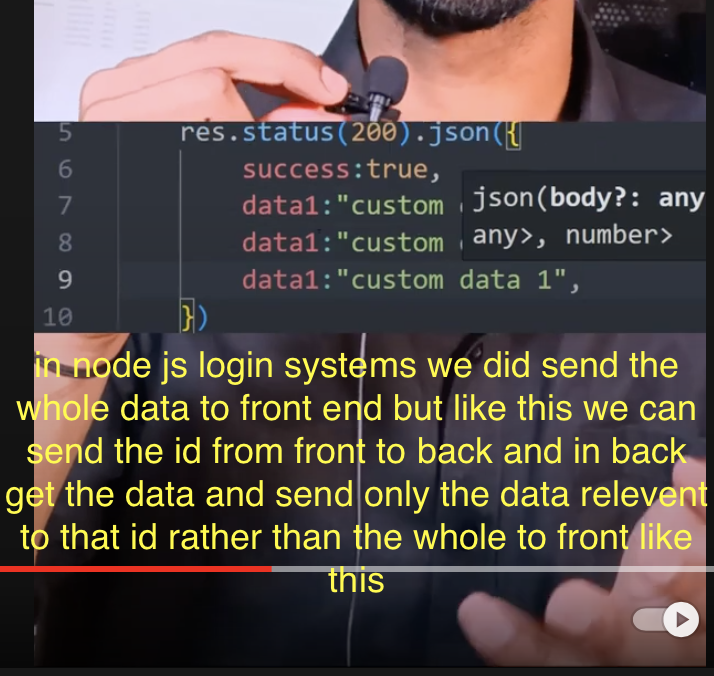 5 res.status(200).json({
6 success:true,
7 data1:"custom
json(body?: any
8 data1:"custom
any>, number>
9 data1:"custom data 1",
10 })
in node js login systems we did send the
whole data to front end but like this we can
send the id from front to back and in back
get the data and send only the data relevent
to that id rather than the whole to front like
this